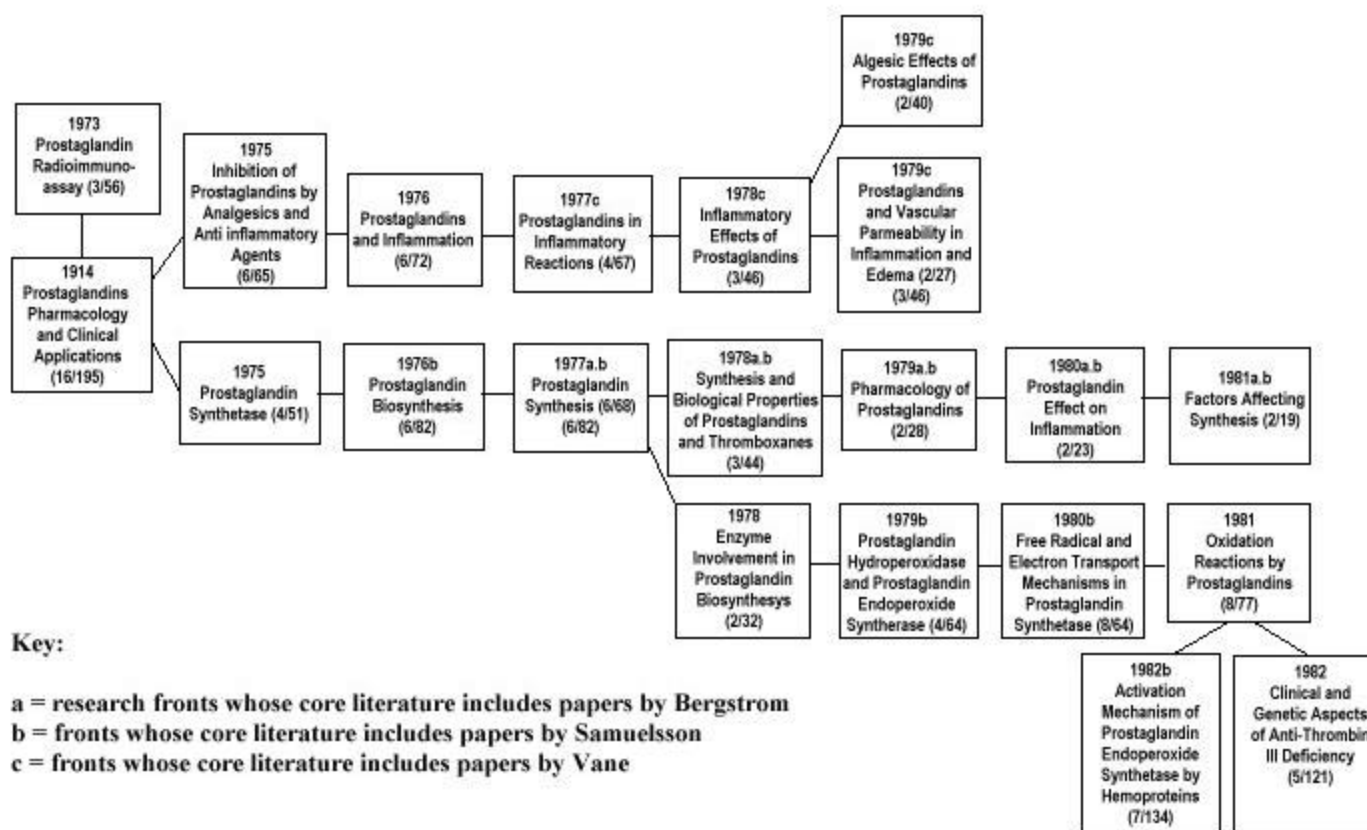 1979c
Algesic Effects of
Prostaglandins
(2/40)
1973
Prostaglandin
Radioimmuno-
assay (3/56)
1975
Inhibition of
Prostaglandins by
Analgesics and
Anti inflammatory
Agents
(6/65)
1976
Prostaglandins
and Inflammation
(6/72)
1977c
Prostaglandins in
Inflammatory
Reactions (4/67)
1978c
Inflammatory
Effects of
Prostaglandins
(3/46)
1979c
Prostaglandins
and Vascular
Permeability in
Inflammation and
Edema (2/27)
(3/46)
1914
Prostaglandins
Pharmacology
and Clinical
Applications
(16/195)
1975
Prostaglandin
Synthetase (4/51)
1976b
Prostaglandin
Biosynthesis
(6/82)
1977a.b
Prostaglandin
Synthesis (6/68)
(6/82)
1978a.b
Synthesis and
Biological Properties
of Prostaglandins
and Thromboxanes
(3/44)
1979a.b
Pharmacology of
Prostaglandins
(2/28)
1980a.b
Prostaglandin
Effect on
Inflammation
(2/23)
1981a.b
Factors Affecting
Synthesis (2/19)
1978
Enzyme
Involvement in
Prostaglandin
Biosynthesys
(2/32)
1979b
Prostaglandin
Hydroperoxidase
and Prostaglandin
Endoperoxide
Syntherase (4/64)
1980b
Free Radical and
Electron Transport
Mechanisms in
Prostaglandin
Synthetase (8/64)
1981
Oxidation
Reactions by
Prostaglandins
(8/77)
1982b
Activation
Mechanism of
Prostaglandin
Endoperoxide
Synthetase by
Hemoproteins
(7/134)
1982
Clinical and
Genetic Aspects
of Anti-Thrombin
III Deficiency
(5/121)
Key:
a = research fronts whose core literature includes papers by Bergstrom
b = fronts whose core literature includes papers by Samuelsson
c = fronts whose core literature includes papers by Vane